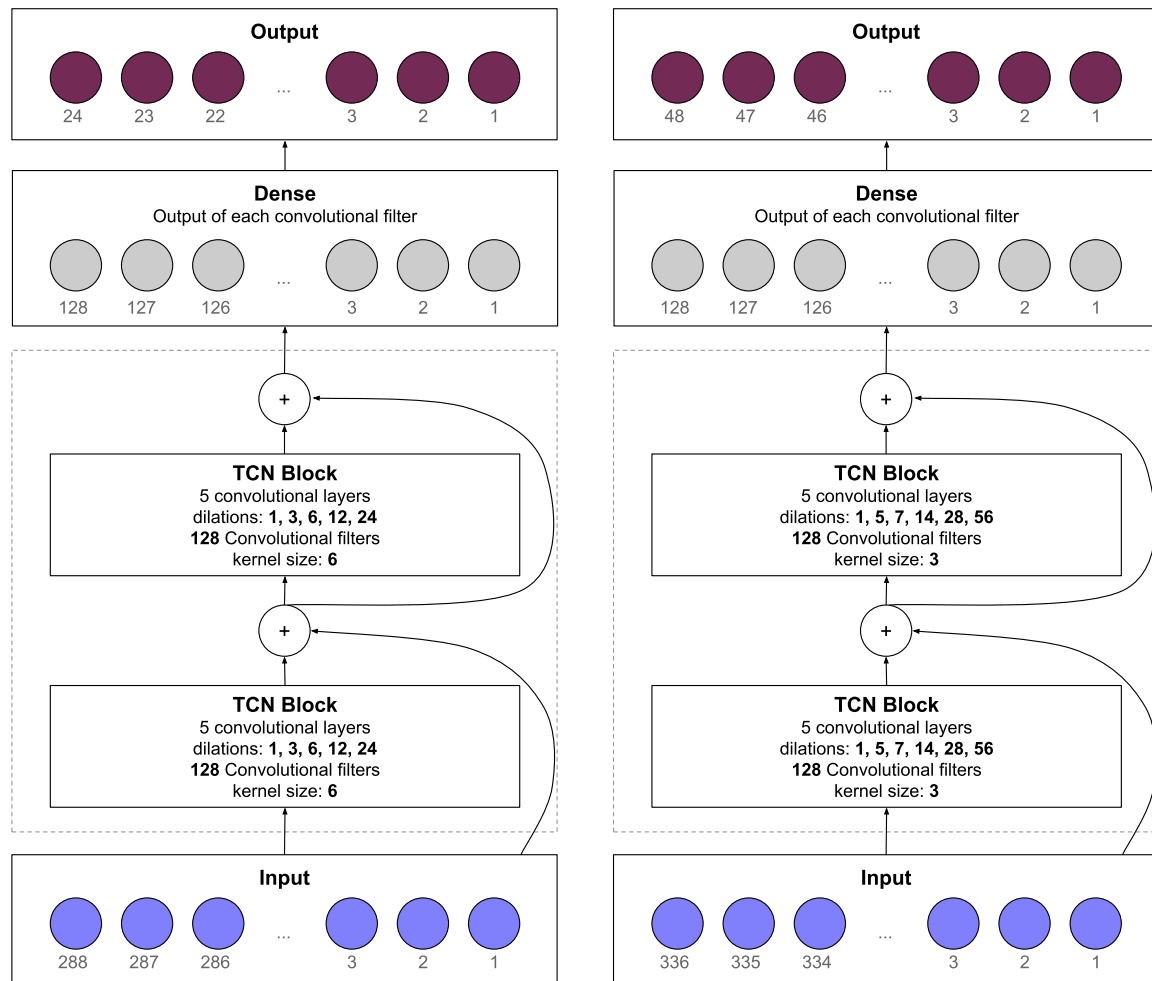 Output
24 23 22 ... 3 2 1
Dense
Output of each convolutional filter
128 127 126 ... 3 2 1
+
TCN Block
5 convolutional layers
dilations: 1, 3, 6, 12, 24
128 Convolutional filters
kernel size: 6
+
TCN Block
5 convolutional layers
dilations: 1, 3, 6, 12, 24
128 Convolutional filters
kernel size: 6
Input
288 287 286 ... 3 2 1
Output
48 47 46 ... 3 2 1
Dense
Output of each convolutional filter
128 127 126 ... 3 2 1
+
TCN Block
5 convolutional layers
dilations: 1, 5, 7, 14, 28, 56
128 Convolutional filters
kernel size: 3
+
TCN Block
5 convolutional layers
dilations: 1, 5, 7, 14, 28, 56
128 Convolutional filters
kernel size: 3
Input
336 335 334 ... 3 2 1